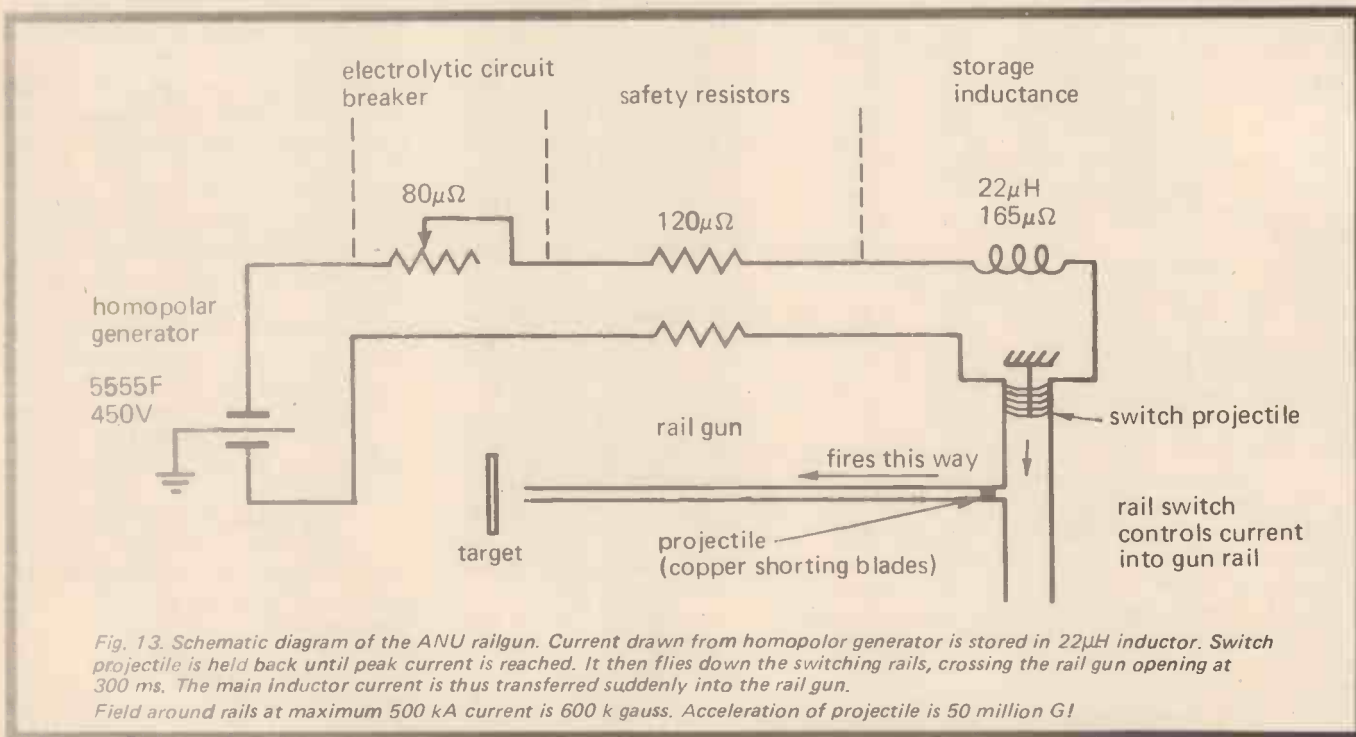 electrolytic circuit
breaker
safety resistors
storage
inductance
80μΩ
120μΩ
22μH
165μΩ
homopolar
generator
5555F
450V
switch projectile
rail gun
fires this way
rail switch
controls current
into gun rail
target
projectile
(copper shorting blades)
Fig. 13. Schematic diagram of the ANU railgun. Current drawn from homopolor generator is stored in 22μH inductor. Switch
projectile is held back until peak current is reached. It then flies down the switching rails, crossing the rail gun opening at
300 ms. The main inductor current is thus transferred suddenly into the rail gun.
Field around rails at maximum 500 kA current is 600 k gauss. Acceleration of projectile is 50 million G!